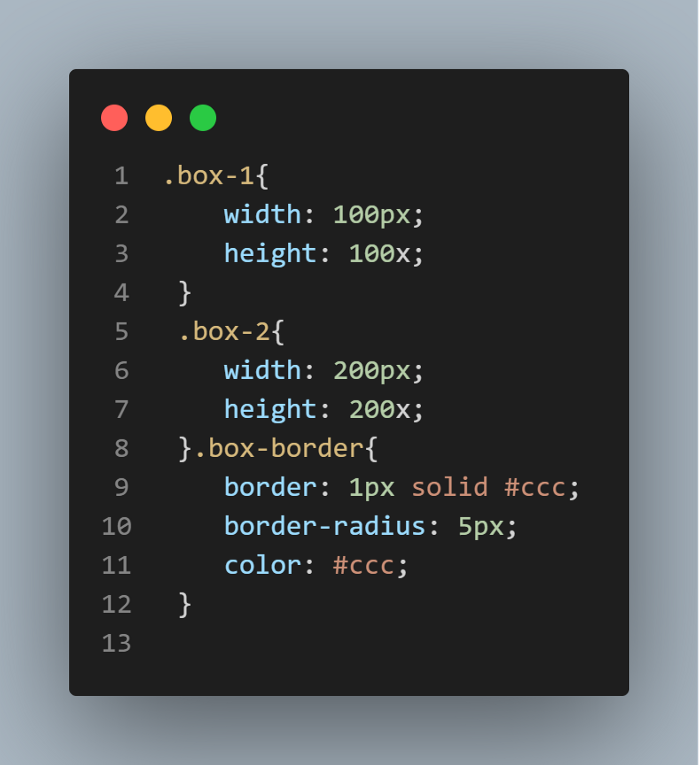 1 .box-1{
2 width: 100px;
3 height: 100x;
4 }
5 .box-2{
6 width: 200px;
7 height: 200x;
8 }.box-border{
9 border: 1px solid #ccc;
10 border-radius: 5px;
11 color: #ccc;
12 }
13